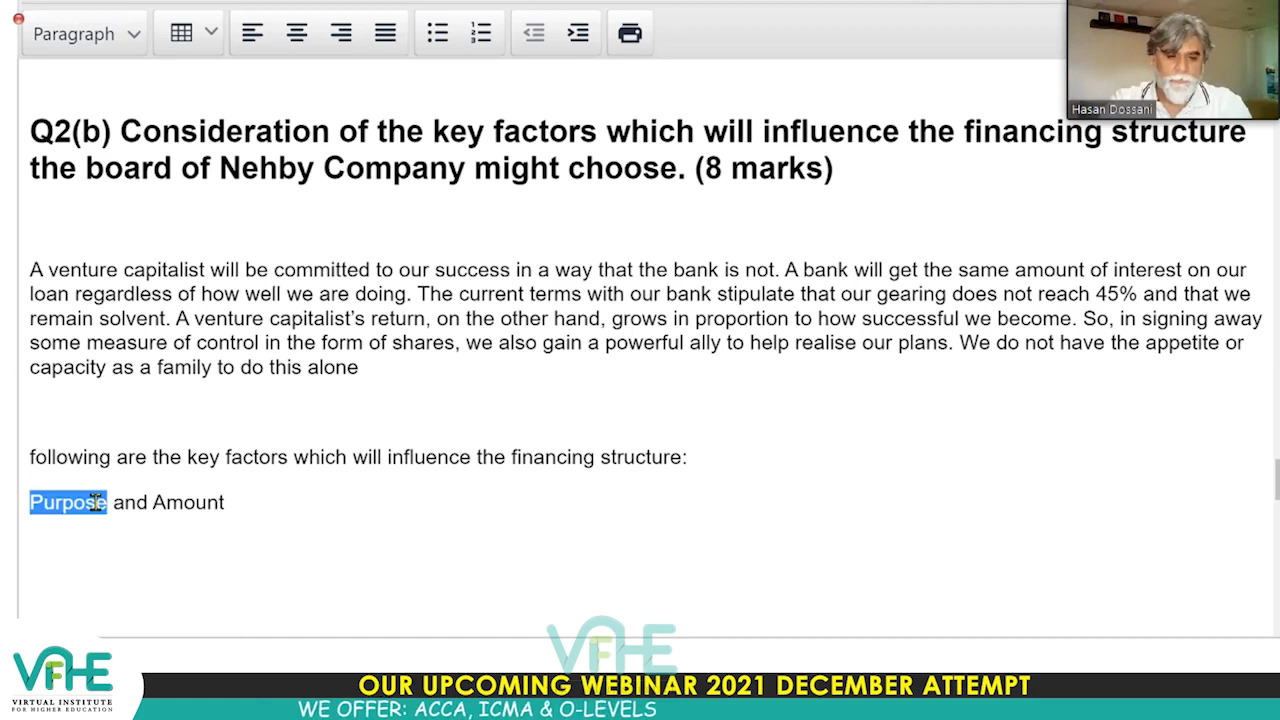 Paragraph
Hasan Dossani
Q2(b) Consideration of the key factors which will influence the financing structure
the board of Nehby Company might choose. (8 marks)
A venture capitalist will be committed to our success in a way that the bank is not. A bank will get the same amount of interest on our
loan regardless of how well we are doing. The current terms with our bank stipulate that our gearing does not reach 45% and that we
remain solvent. A venture capitalist's return, on the other hand, grows in proportion to how successful we become. So, in signing away
some measure of control in the form of shares, we also gain a powerful ally to help realise our plans. We do not have the appetite or
capacity as a family to do this alone
following are the key factors which will influence the financing structure:
Purpose and Amount
VFHE
VFHE
VIRTUAL INSTITUTE
FOR HIGHER EDUCATION
OUR UPCOMING WEBINAR 2021 DECEMBER ATTEMPT
WE OFFER: ACCA, ICMA & O-LEVELS